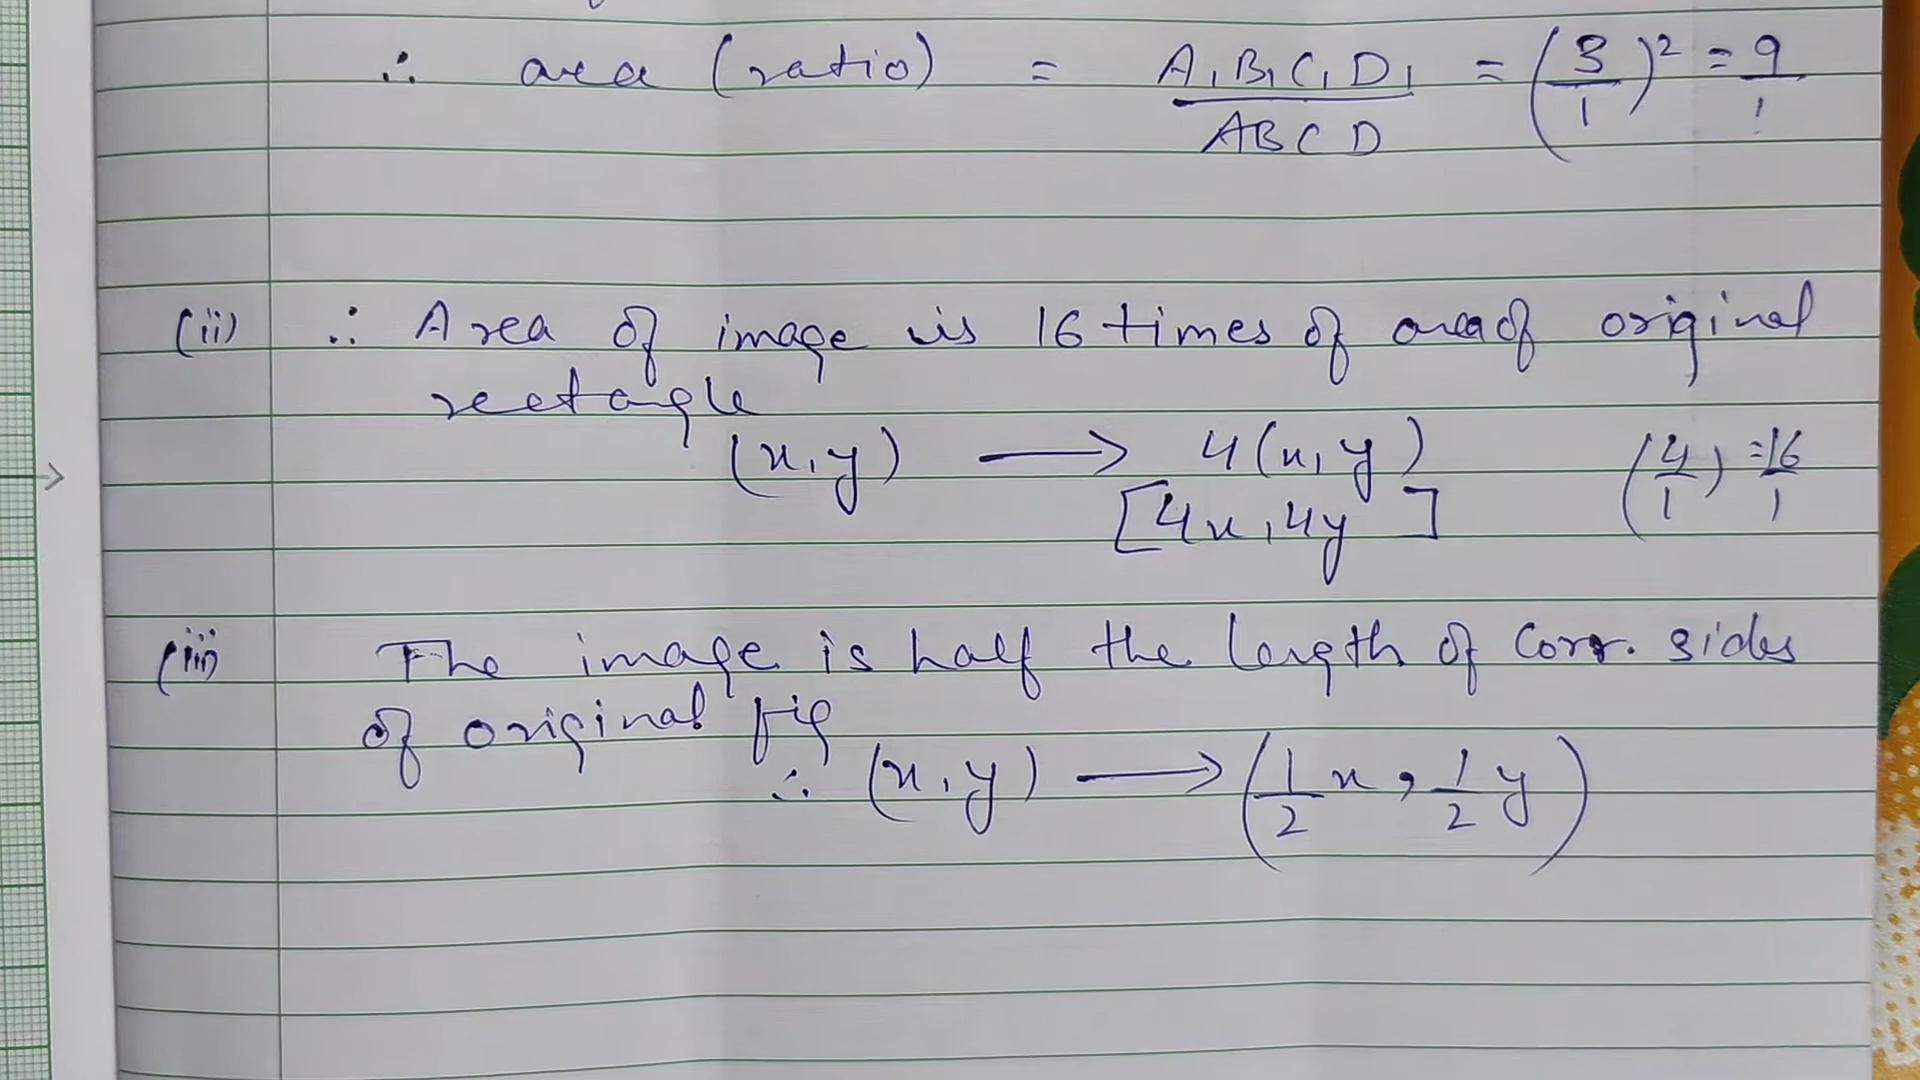 ∴ area (ratio) = A₁B₁C₁D₁/ABCD = (3/1)² = 9/1
(ii) ∴ Area of image is 16 times of area of original
rectangle
(x,y) → 4(x,y) (4/1) = 16/1
[4x,4y]
(iii) The image is half the length of Corr. sides
of original fig
∴ (x,y) → (1/2 x, 1/2 y)